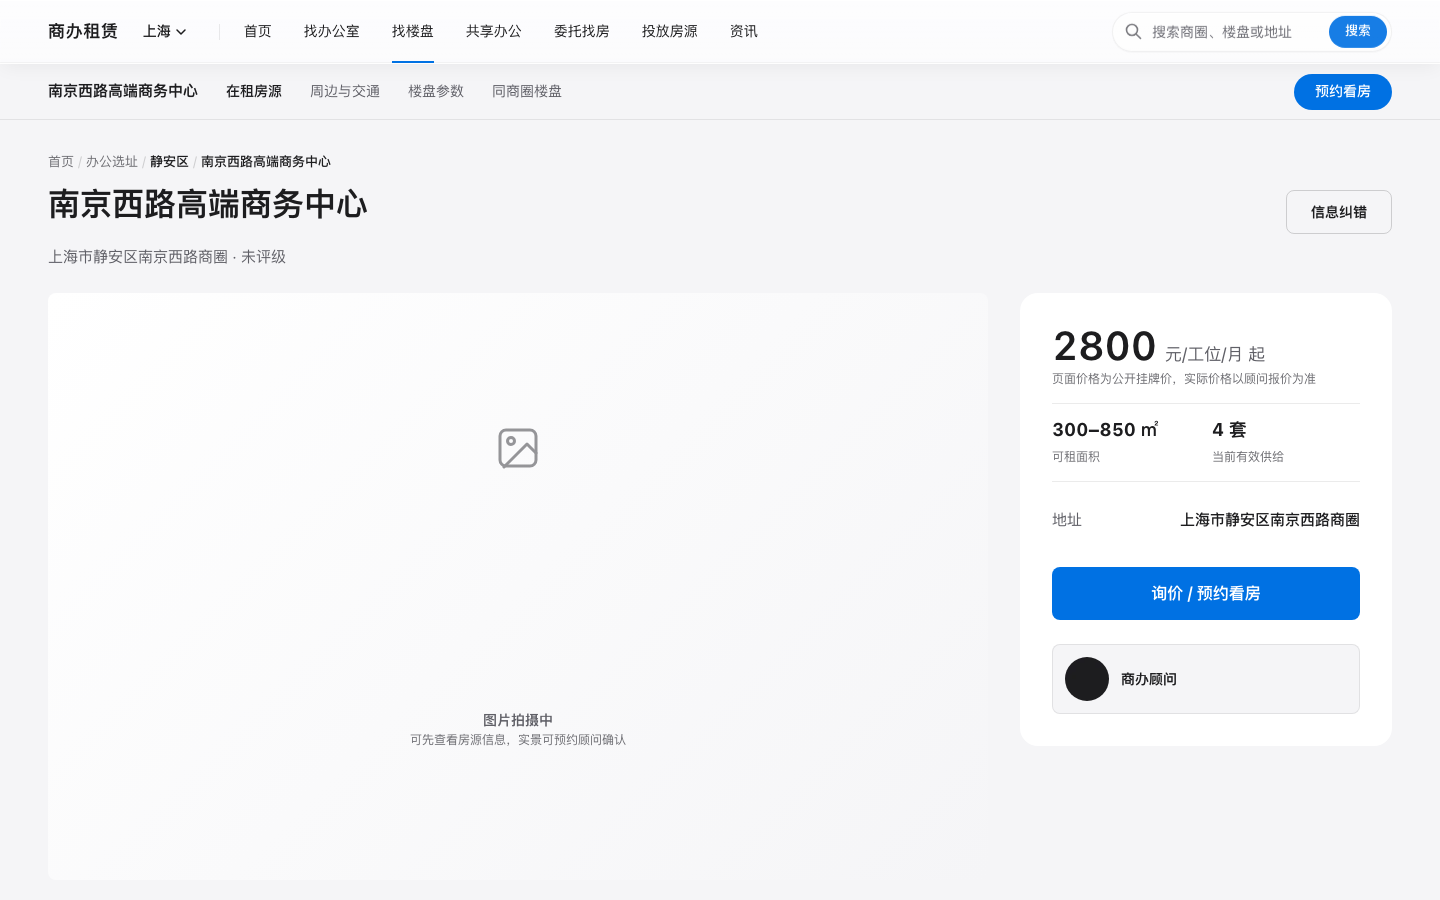 商办租赁 上海 首页 找办公室 找楼盘 共享办公 委托找房 投放房源 资讯 搜索商圈、楼盘或地址 搜索
南京西路高端商务中心 在租房源 周边与交通 楼盘参数 同商圈楼盘 预约看房
首页 / 办公选址 / 静安区 / 南京西路高端商务中心
南京西路高端商务中心
信息纠错
上海市静安区南京西路商圈 · 未评级
图片拍摄中
可先查看房源信息，实景可预约顾问确认
2800 元/工位/月 起
页面价格为公开挂牌价，实际价格以顾问报价为准
300–850 ㎡ 4 套
可租面积 当前有效供给
地址 上海市静安区南京西路商圈
询价 / 预约看房
商办顾问